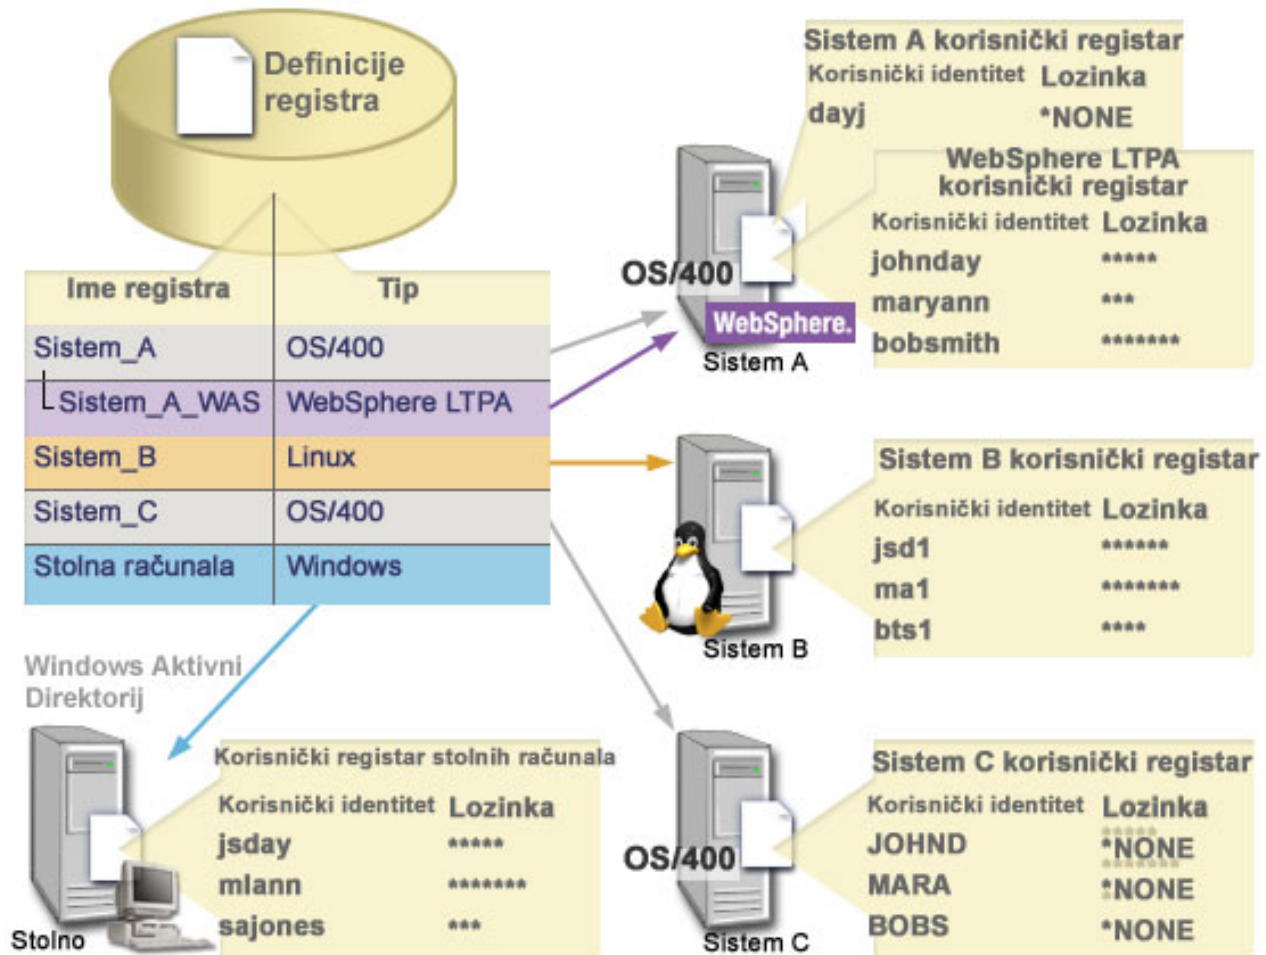 Definicije
registra
Ime registra Tip
Sistem_A OS/400
Sistem_A_WAS WebSphere LTPA
Sistem_B Linux
Sistem_C OS/400
Stolna računala Windows
Sistem A korisnički registar
Korisnički identitet Lozinka
dayj *NONE
WebSphere LTPA
korisnički registar
Korisnički identitet Lozinka
johnday *****
maryann ***
bobsmith *******
OS/400
WebSphere.
Sistem A
Sistem B korisnički registar
Korisnički identitet Lozinka
jsd1 ******
ma1 *******
bts1 ****
Sistem B
Windows Aktivni
Direktorij
Korisnički registar stolnih računala
Korisnički identitet Lozinka
jsday *****
mlann *******
sajones ***
Stolno
Sistem C korisnički registar
Korisnički identitet Lozinka
JOHND *NONE
MARA *NONE
BOBS *NONE
OS/400
Sistem C